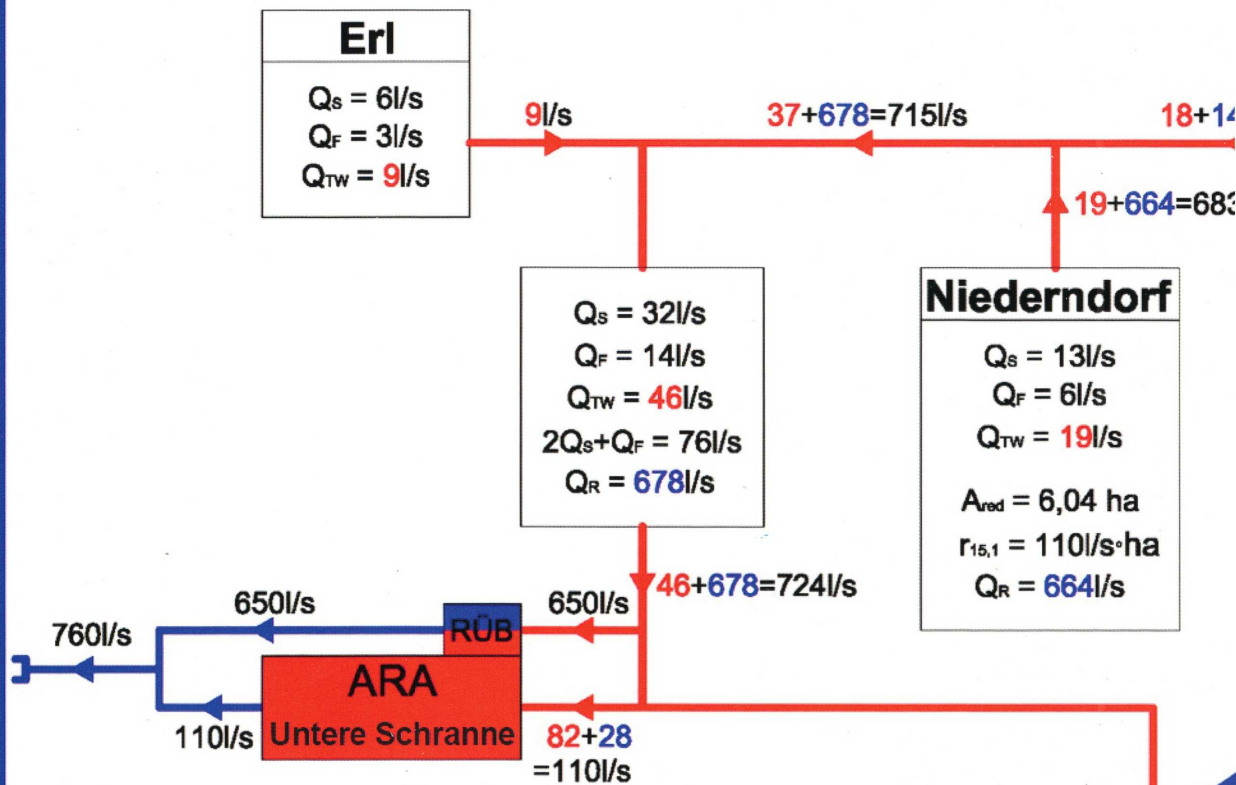 Erl
Qs = 6l/s
QF = 3l/s
QTW = 9l/s
9l/s
37+678=715l/s
18+14
19+664=683
Qs = 32l/s
QF = 14l/s
QTW = 46l/s
2Qs+QF = 76l/s
QR = 678l/s
Niederndorf
Qs = 13l/s
QF = 6l/s
QTW = 19l/s
Ared = 6,04 ha
r15,1 = 110l/s∘ha
QR = 664l/s
46+678=724l/s
650l/s
RÜB
650l/s
760l/s
ARA
Untere Schranne
110l/s
82+28
=110l/s